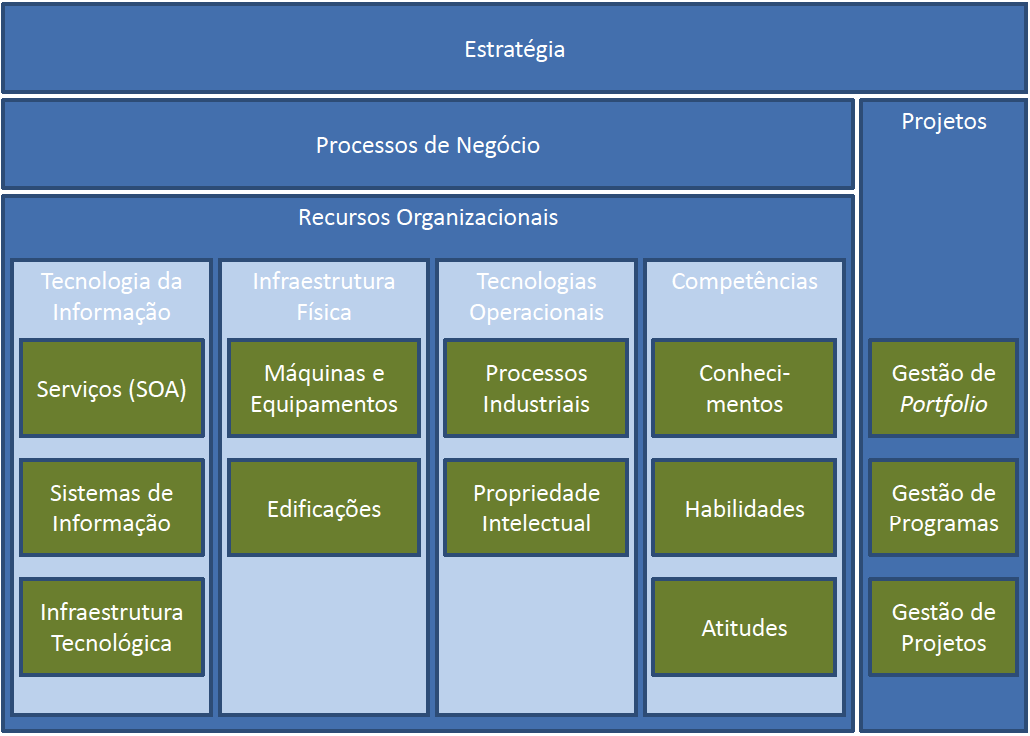 Estratégia
Processos de Negócio
Projetos
Recursos Organizacionais
Tecnologia da
Informação
Infraestrutura
Física
Tecnologias
Operacionais
Competências
Serviços (SOA)
Máquinas e
Equipamentos
Processos
Industriais
Conheci-
mentos
Gestão de
Portfolio
Sistemas de
Informação
Edificações
Propriedade
Intelectual
Habilidades
Gestão de
Programas
Infraestrutura
Tecnológica
Atitudes
Gestão de
Projetos